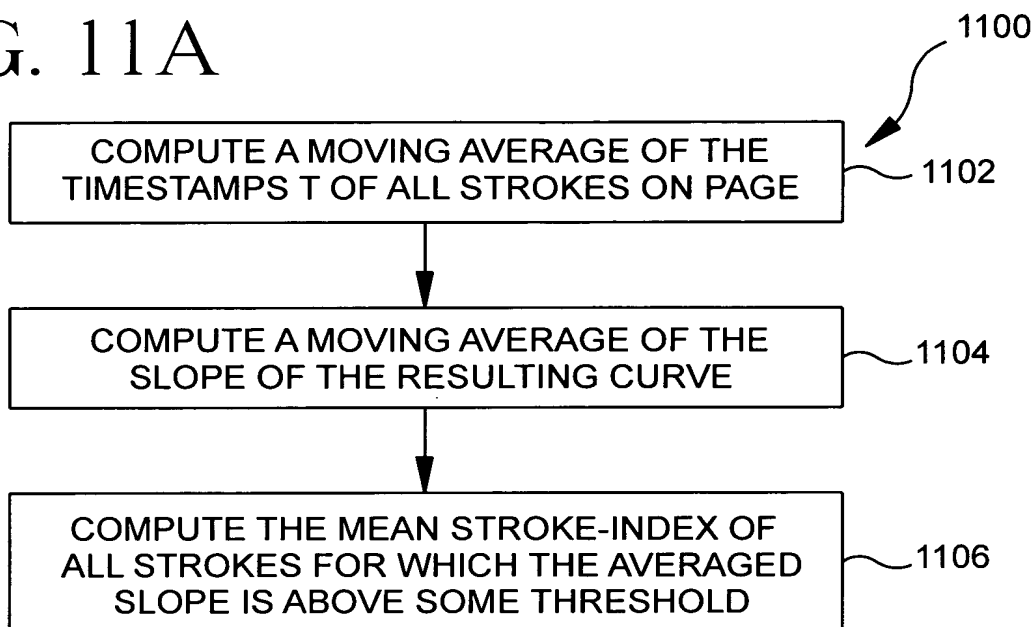 G. 11A
1100
COMPUTE A MOVING AVERAGE OF THE
TIMESTAMPS T OF ALL STROKES ON PAGE
1102
COMPUTE A MOVING AVERAGE OF THE
SLOPE OF THE RESULTING CURVE
1104
COMPUTE THE MEAN STROKE-INDEX OF
ALL STROKES FOR WHICH THE AVERAGED
SLOPE IS ABOVE SOME THRESHOLD
1106